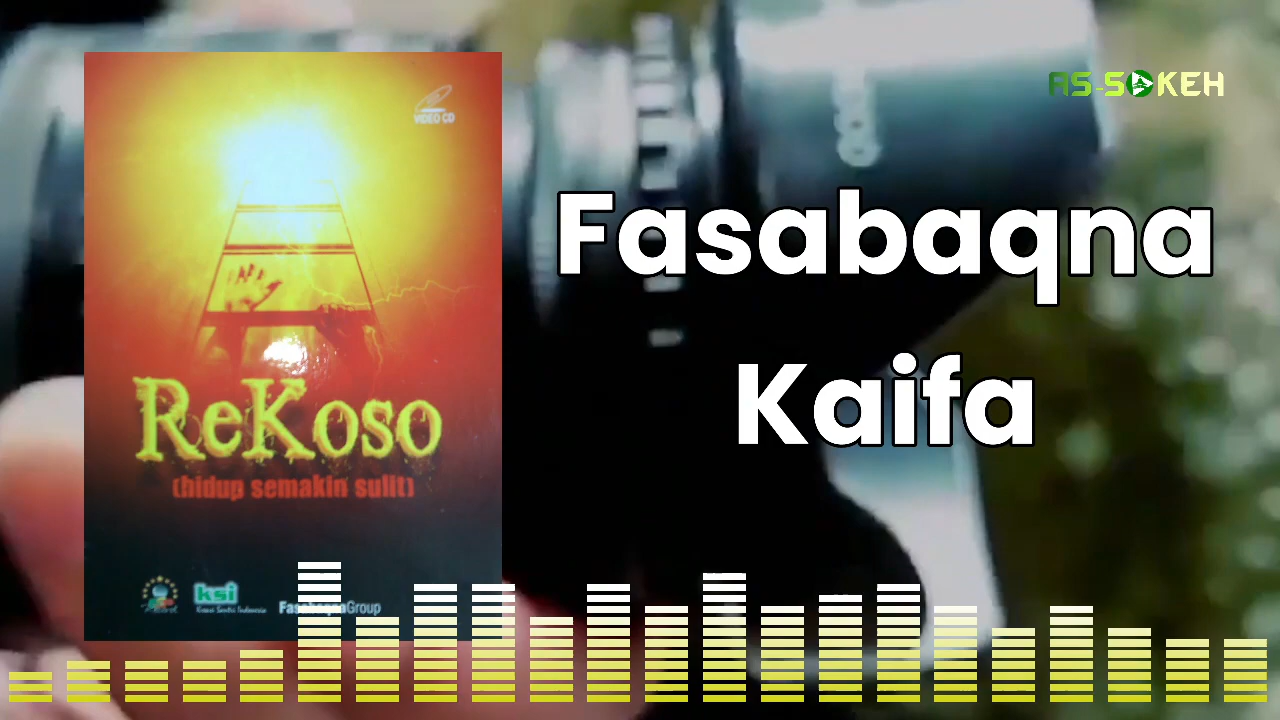 VIDEO CD
AS-SOKEH
Fasabaqna
Kaifa
ReKoso
(hidup semakin sulit)
ksi
FasabaqnaGroup